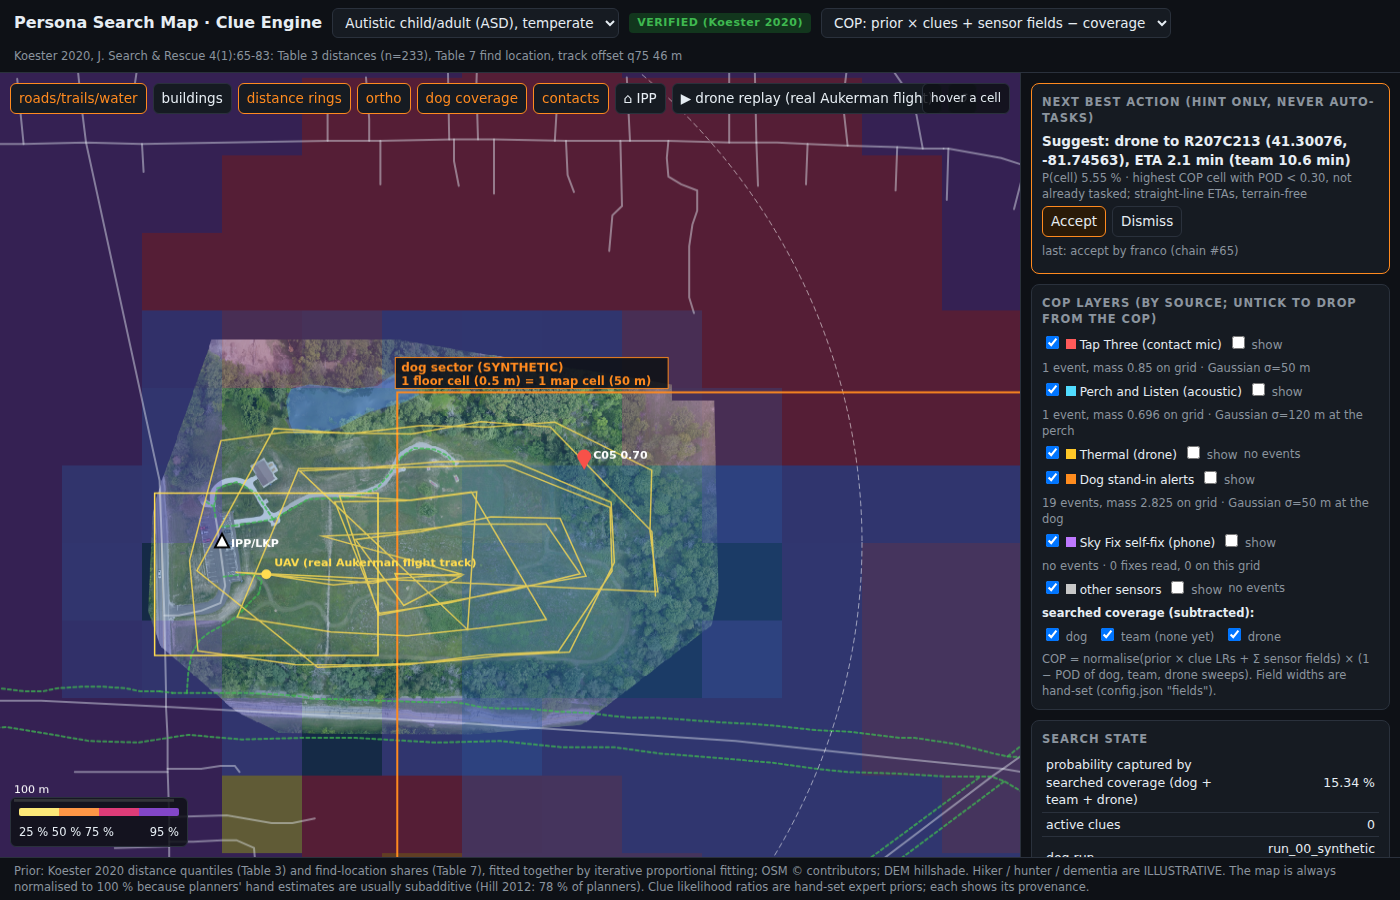 Persona Search Map · Clue Engine
Autistic child/adult (ASD), temperate
VERIFIED (Koester 2020)
COP: prior × clues + sensor fields − coverage
Koester 2020, J. Search & Rescue 4(1):65-83: Table 3 distances (n=233), Table 7 find location, track offset q75 46 m
roads/trails/water
buildings
distance rings
ortho
dog coverage
contacts
⌂ IPP
▶ drone replay (real Aukerman flight
hover a cell
dog sector (SYNTHETIC)
1 floor cell (0.5 m) = 1 map cell (50 m)
C05 0.70
IPP/LKP
UAV (real Aukerman flight track)
100 m
25 % 50 % 75 % 95 %
NEXT BEST ACTION (HINT ONLY, NEVER AUTO-
TASKS)
Suggest: drone to R207C213 (41.30076,
-81.74563), ETA 2.1 min (team 10.6 min)
P(cell) 5.55 % · highest COP cell with POD < 0.30, not
already tasked; straight-line ETAs, terrain-free
Accept
Dismiss
last: accept by franco (chain #65)
COP LAYERS (BY SOURCE; UNTICK TO DROP
FROM THE COP)
Tap Three (contact mic) show
1 event, mass 0.85 on grid · Gaussian σ=50 m
Perch and Listen (acoustic) show
1 event, mass 0.696 on grid · Gaussian σ=120 m at the
perch
Thermal (drone) show no events
Dog stand-in alerts show
19 events, mass 2.825 on grid · Gaussian σ=50 m at the
dog
Sky Fix self-fix (phone) show
no events · 0 fixes read, 0 on this grid
other sensors show no events
searched coverage (subtracted):
dog team (none yet) drone
COP = normalise(prior × clue LRs + Σ sensor fields) × (1
− POD of dog, team, drone sweeps). Field widths are
hand-set (config.json "fields").
SEARCH STATE
probability captured by
searched coverage (dog +
team + drone)
15.34 %
active clues 0
dog run
run_00_synthetic
Prior: Koester 2020 distance quantiles (Table 3) and find-location shares (Table 7), fitted together by iterative proportional fitting; OSM © contributors; DEM hillshade. Hiker / hunter / dementia are ILLUSTRATIVE. The map is always
normalised to 100 % because planners' hand estimates are usually subadditive (Hill 2012: 78 % of planners). Clue likelihood ratios are hand-set expert priors; each shows its provenance.